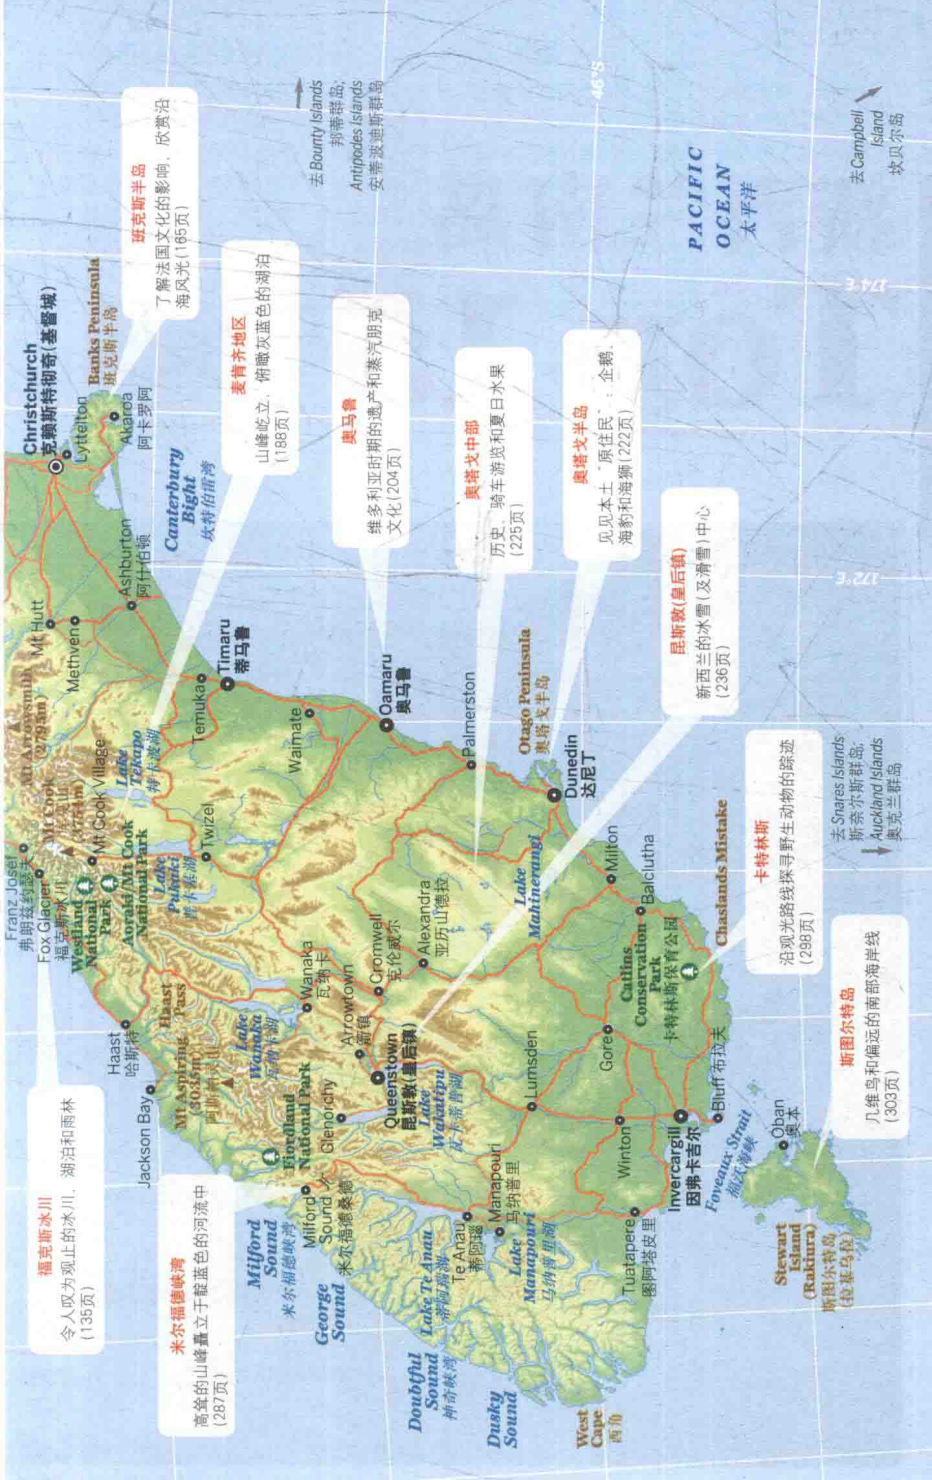 福克斯冰川
令人叹为观止的冰川、湖泊和雨林
(135页)
米尔福德峡湾
高耸的山峰矗立于靛蓝色的河流中
(287页)
班克斯半岛
了解法国文化的影响，欣赏沿
海风光(165页)
麦肯齐地区
山峰屹立，俯瞰灰蓝色的湖泊
(188页)
奥马鲁
维多利亚时期的遗产和蒸汽朋克
文化(204页)
奥塔戈中部
历史、骑车游览和夏日水果
(225页)
奥塔戈半岛
见见本土“原住民”：企鹅、
海豹和海狮(222页)
昆斯敦(皇后镇)
新西兰的冰雪(及滑雪)中心
(236页)
卡特林斯
沿观光路线探寻野生动物的踪迹
(298页)
斯图尔特岛
几维鸟和偏远的南部海岸线
(303页)
Franz Josef
弗朗兹约瑟夫
Fox Glacier
福克斯冰川
Westland
National
Park
Mt Cook
(3754m)
Mt Arrowsmith
(2795m)
Mt Cook Village
Aoraki/Mt Cook
National Park
Mt Hutt
Methven
Christchurch
克赖斯特彻奇(基督城)
Lyttelton
Banks Peninsula
班克斯半岛
Akaroa
阿卡罗阿
Ashburton
阿什伯顿
Canterbury
Bight
坎特伯雷湾
Lake
Tekapo
特卡波湖
Lake
Pukaki
普卡基湖
Twizel
Temuka
Timaru
蒂马鲁
Waimate
Oamaru
奥马鲁
Haast
哈斯特
Haast
Pass
Jackson Bay
Mt Aspiring
(3033m)
阿斯帕灵山
Lake
Wanaka
瓦纳卡湖
Wanaka
瓦纳卡
Arrowtown
箭镇
Cromwell
克伦威尔
Alexandra
亚历山德拉
Fiordland
National Park
Glenorchy
Queenstown
昆斯敦(皇后镇)
Lake
Wakatipu
瓦卡蒂普湖
Palmerston
Otago Peninsula
奥塔戈半岛
Dunedin
达尼丁
Lake
Mahinerangi
Milford
Sound
米尔福德峡湾
Milford
Sound
米尔福德桑德
George
Sound
Lake Te Anau
蒂阿瑙湖
Te Anau
蒂阿瑙
Doubtful
Sound
神奇峡湾
Manapouri
马纳普里
Lake
Manapouri
马纳普里湖
Dusky
Sound
West
Cape
西角
Lumsden
Gore
Winton
Tuatapere
图阿塔皮里
Invercargill
因弗卡吉尔
Bluff 布拉夫
Milton
Balclutha
Catlins
Conservation
Park
卡特林斯保育公园
Chaslands Mistake
Foveaux Strait
福沃海峡
Oban
奥本
Stewart
Island
(Rakiura)
斯图尔特岛
(拉基乌拉)
去Bounty Islands
邦蒂群岛;
Antipodes Islands
安蒂波迪斯群岛
46°S
PACIFIC
OCEAN
太平洋
174°E
172°E
去Campbell
Island
坎贝尔岛
去Snares Islands
斯奈尔斯群岛;
Auckland Islands
奥克兰群岛